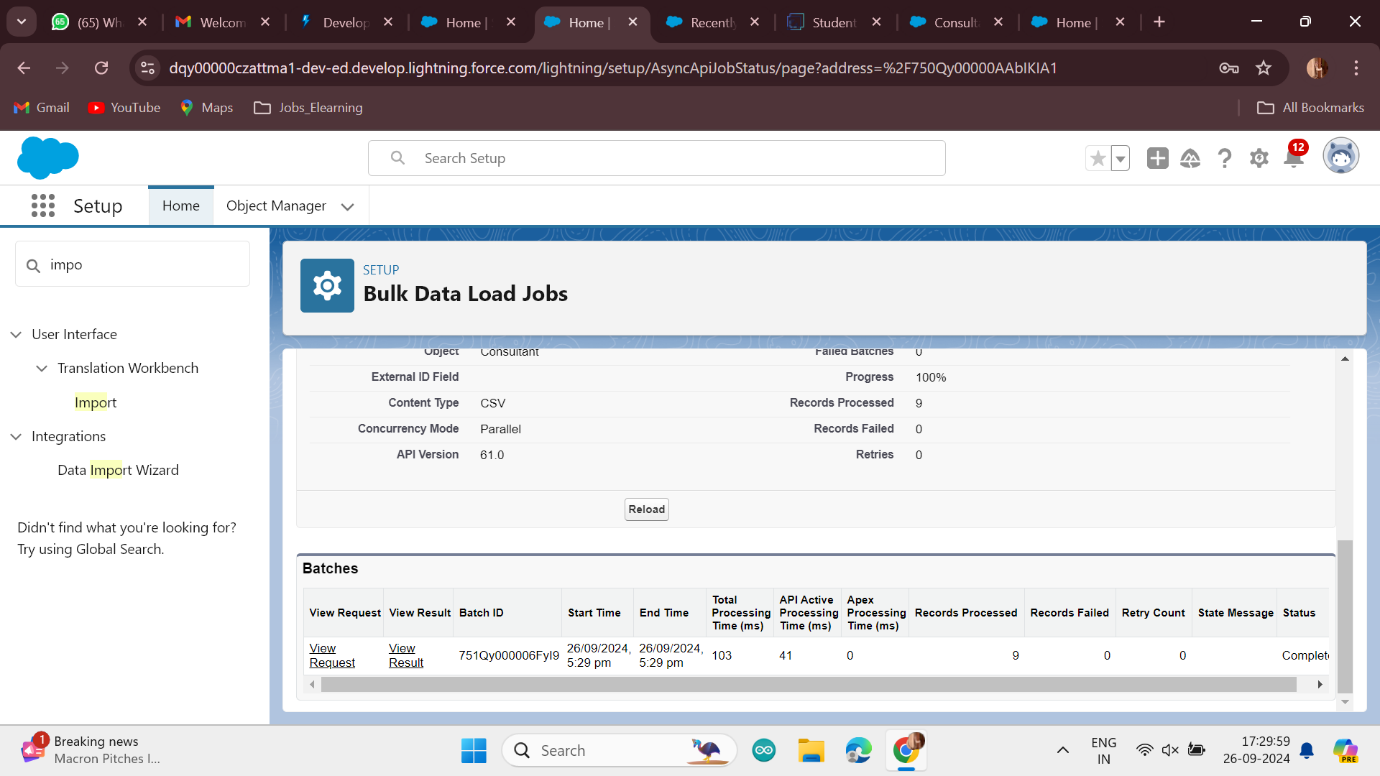 (65) Wh
Welcom
Develop
Home |
Home |
Recently
Student
Consult
Home |
dqy00000czattma1-dev-ed.develop.lightning.force.com/lightning/setup/AsyncApiJobStatus/page?address=%2F750Qy00000AAbIKIA1
Gmail
YouTube
Maps
Jobs_Elearning
All Bookmarks
Search Setup
12
Setup
Home
Object Manager
impo
User Interface
Translation Workbench
Import
Integrations
Data Import Wizard
Didn't find what you're looking for?
Try using Global Search.
SETUP
Bulk Data Load Jobs
Object Consultant Failed Batches 0
External ID Field Progress 100%
Content Type CSV Records Processed 9
Concurrency Mode Parallel Records Failed 0
API Version 61.0 Retries 0
Reload
Batches
View Request View Result Batch ID Start Time End Time Total Processing Time (ms) API Active Processing Time (ms) Apex Processing Time (ms) Records Processed Records Failed Retry Count State Message Status
View Request View Result 751Qy000006FyI9 26/09/2024, 5:29 pm 26/09/2024, 5:29 pm 103 41 0 9 0 0 Complete
1
Breaking news
Macron Pitches I...
Search
ENG
IN
17:29:59
26-09-2024
PRE